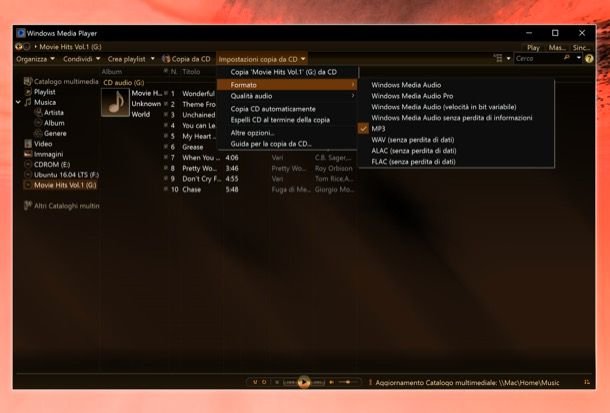 Windows Media Player
Movie Hits Vol.1 (G:)
Play Mas... Sinc...
Organizza Condividi Crea playlist Copia da CD Impostazioni copia da CD Cerca
Album N. Titolo
Copia 'Movie Hits Vol.1' (G:) da CD
Formato
Qualità audio
Copia CD automaticamente
Espelli CD al termine della copia
Altre opzioni...
Guida per la copia da CD...
Windows Media Audio
Windows Media Audio Pro
Windows Media Audio (velocità in bit variabile)
Windows Media Audio senza perdita di informazioni
MP3
WAV (senza perdita di dati)
ALAC (senza perdita di dati)
FLAC (senza perdita di dati)
Catalogo multimedia
Playlist
Musica
Artista
Album
Genere
Video
Immagini
CDROM (E:)
Ubuntu 16.04 LTS (F:)
Movie Hits Vol.1 (G:)
Altri Cataloghi multim
CD audio (G:)
Movie H...
Unknown
World
1 Wonderful
2 Theme Fro
3 Unchained
4 You can Le
5 My Heart
6 Grease
7 When You ... 4:06 Vari C.B. Sager,...
8 Pretty Wo... 3:46 Pretty Wo... Roy Orbison
9 Don't Cry F... 4:55 Vari Tom Rice,A...
10 Chase 5:48 Fuga di Me... Giorgio Mo...
Aggiornamento Catalogo multimediale: \\Mac\Home\Music